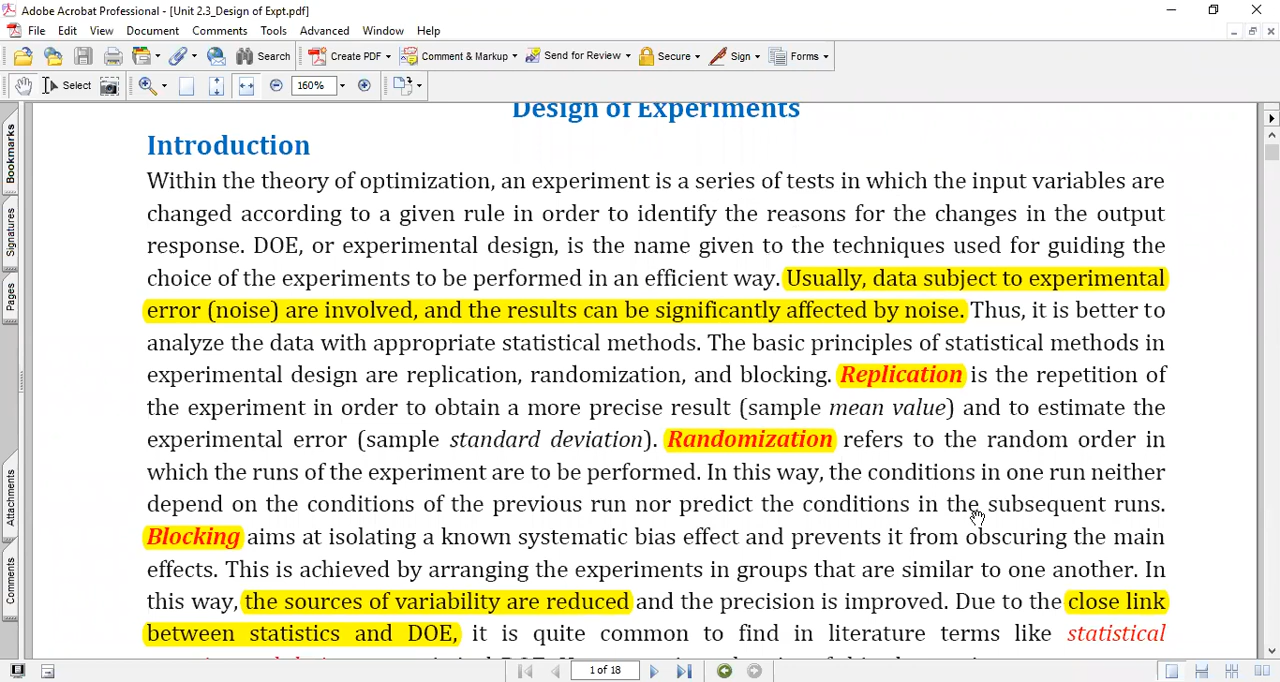 Adobe Acrobat Professional - [Unit 2.3_Design of Expt.pdf]
File Edit View Document Comments Tools Advanced Window Help
Search Create PDF Comment & Markup Send for Review Secure Sign Forms
Select 160%
Bookmarks
Signatures
Pages
Attachments
Comments
Design of Experiments
Introduction
Within the theory of optimization, an experiment is a series of tests in which the input variables are
changed according to a given rule in order to identify the reasons for the changes in the output
response. DOE, or experimental design, is the name given to the techniques used for guiding the
choice of the experiments to be performed in an efficient way. Usually, data subject to experimental
error (noise) are involved, and the results can be significantly affected by noise. Thus, it is better to
analyze the data with appropriate statistical methods. The basic principles of statistical methods in
experimental design are replication, randomization, and blocking. Replication is the repetition of
the experiment in order to obtain a more precise result (sample mean value) and to estimate the
experimental error (sample standard deviation). Randomization refers to the random order in
which the runs of the experiment are to be performed. In this way, the conditions in one run neither
depend on the conditions of the previous run nor predict the conditions in the subsequent runs.
Blocking aims at isolating a known systematic bias effect and prevents it from obscuring the main
effects. This is achieved by arranging the experiments in groups that are similar to one another. In
this way, the sources of variability are reduced and the precision is improved. Due to the close link
between statistics and DOE, it is quite common to find in literature terms like statistical
1 of 18